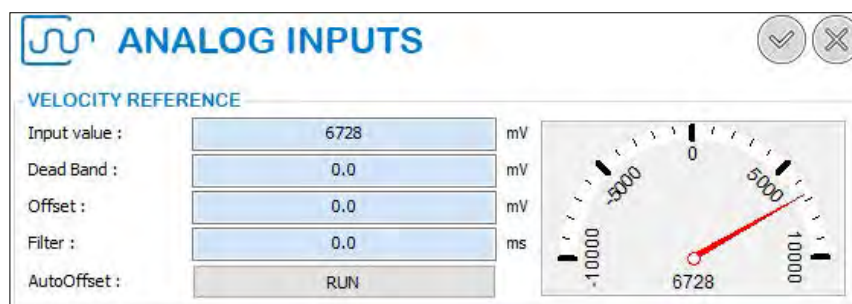 ANALOG INPUTS
VELOCITY REFERENCE
Input value : 6728 mV
Dead Band : 0.0 mV
Offset : 0.0 mV
Filter : 0.0 ms
AutoOffset : RUN
-10000
-5000
0
5000
10000
6728